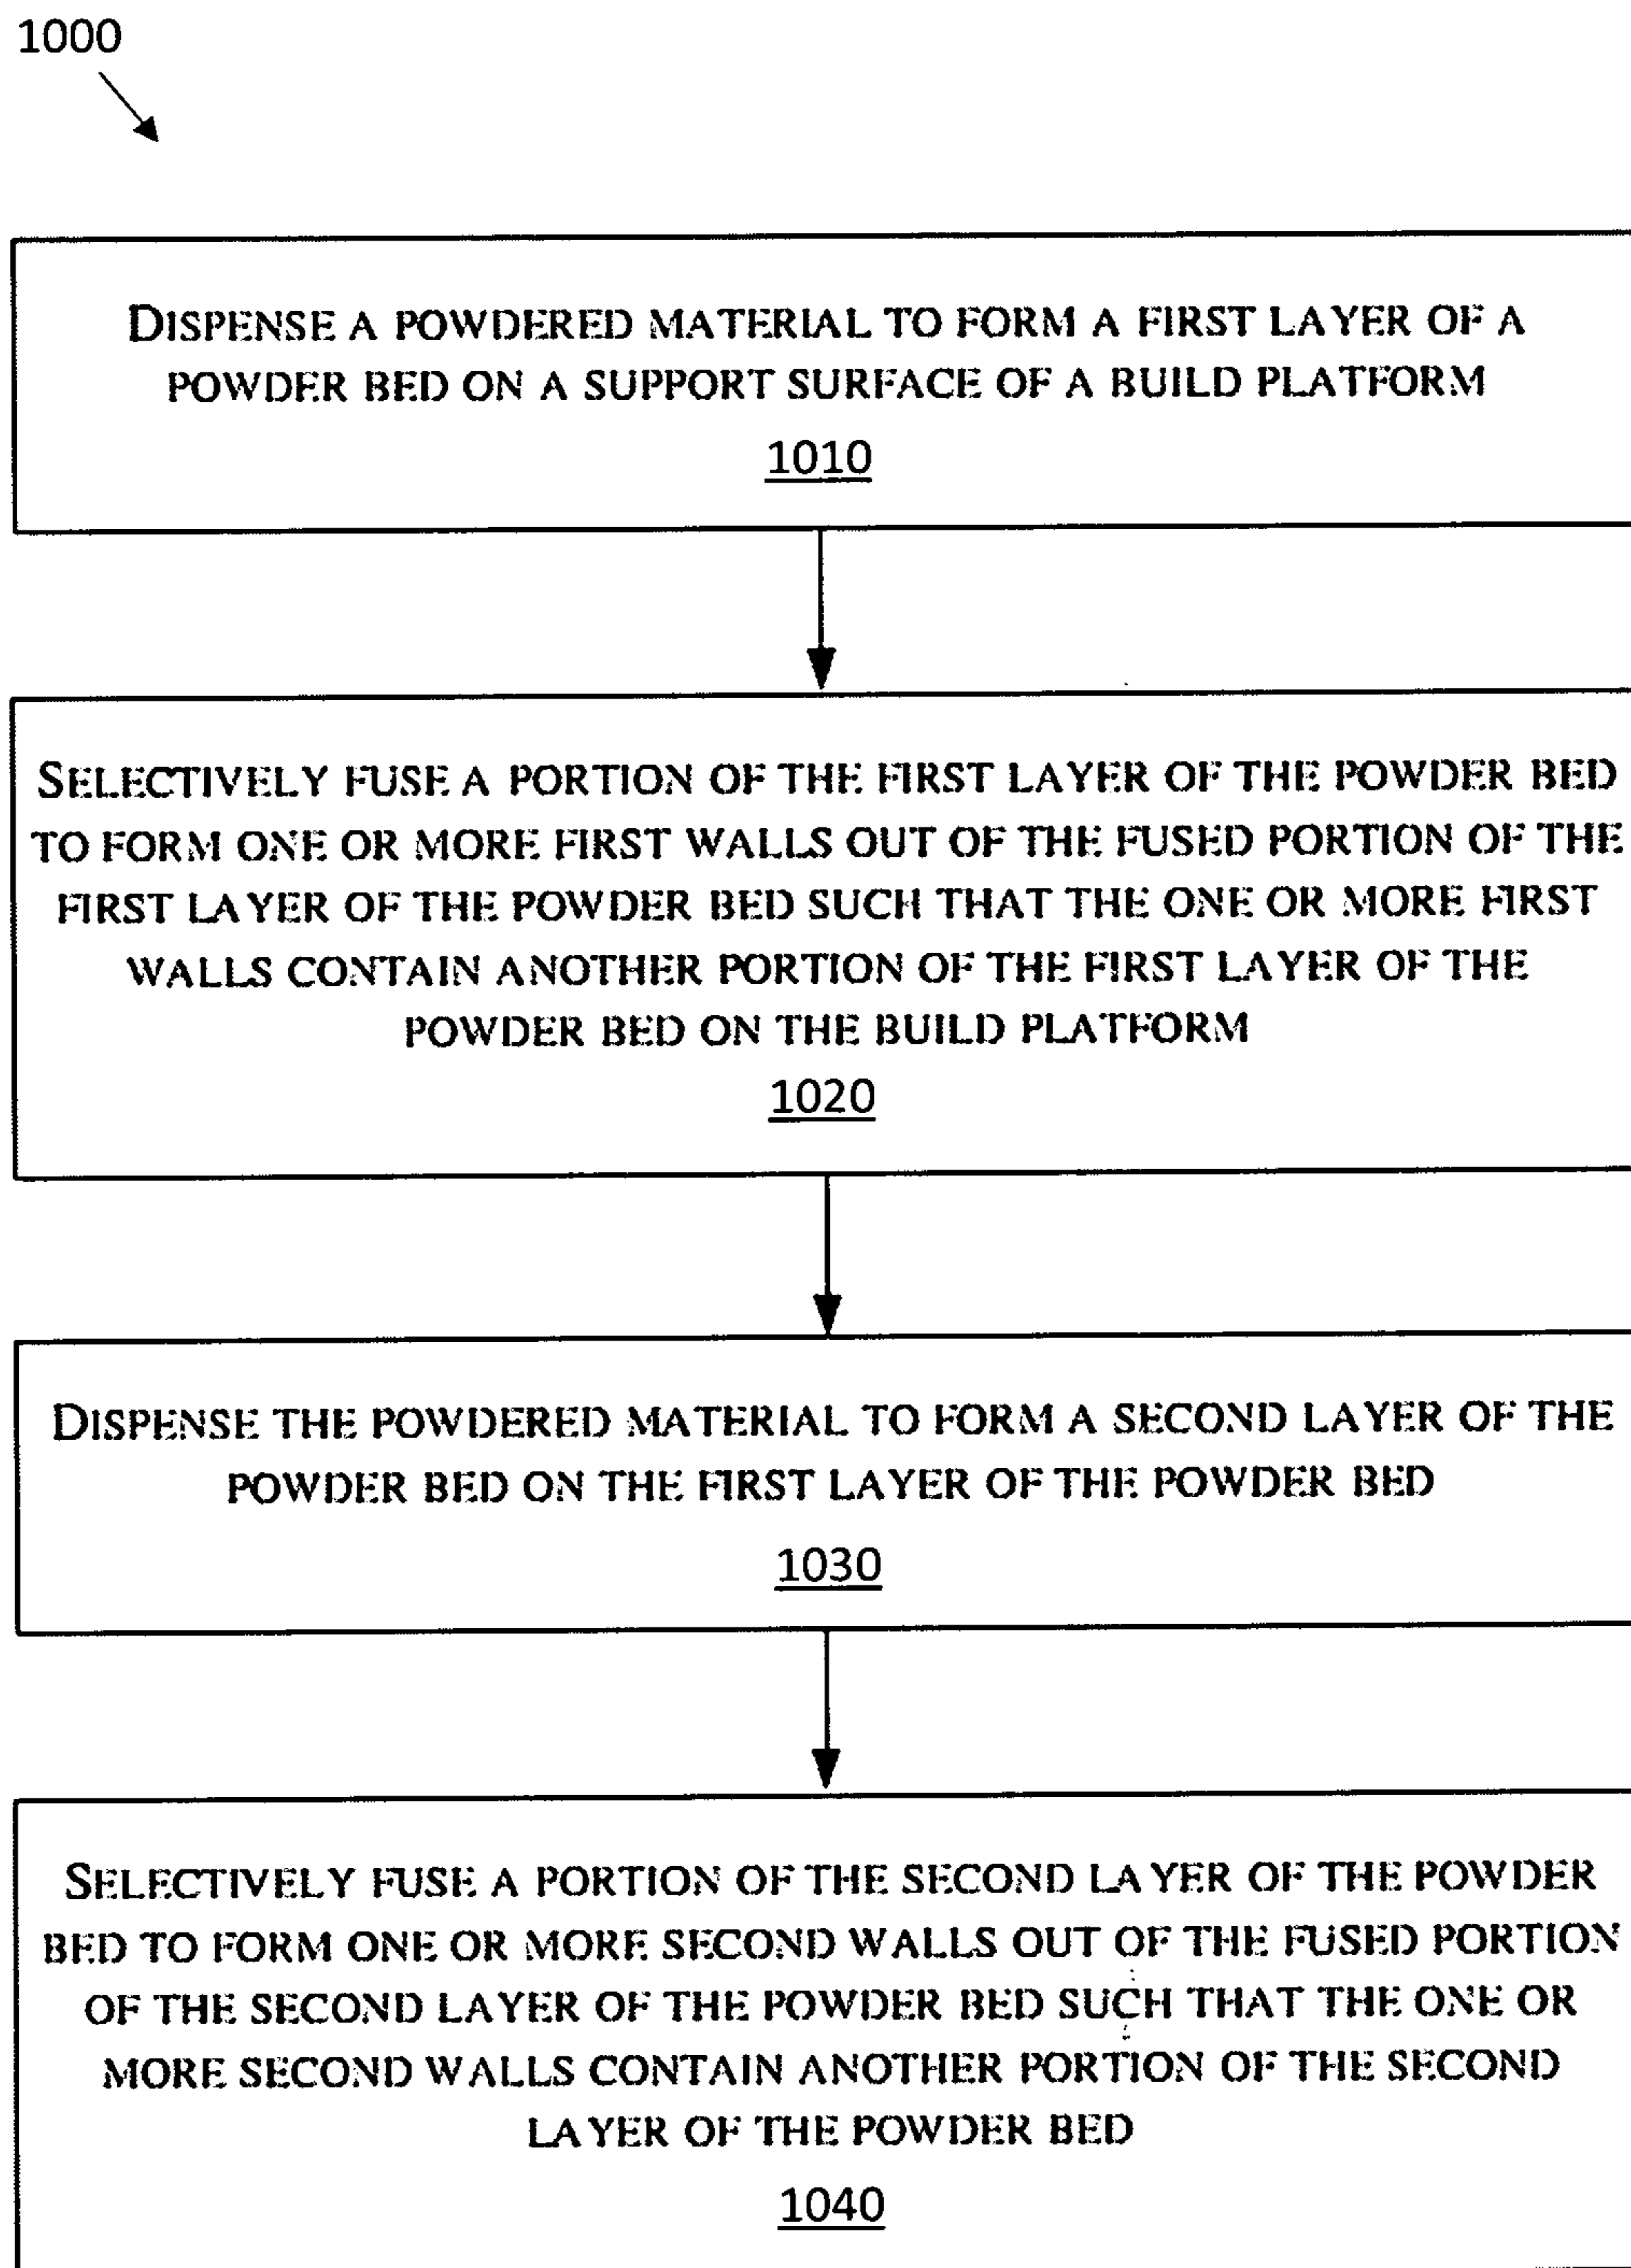 1000
DISPENSE A POWDERED MATERIAL TO FORM A FIRST LAYER OF A
POWDER BED ON A SUPPORT SURFACE OF A BUILD PLATFORM
1010
SELECTIVELY FUSE A PORTION OF THE FIRST LAYER OF THE POWDER BED
TO FORM ONE OR MORE FIRST WALLS OUT OF THE FUSED PORTION OF THE
FIRST LAYER OF THE POWDER BED SUCH THAT THE ONE OR MORE FIRST
WALLS CONTAIN ANOTHER PORTION OF THE FIRST LAYER OF THE
POWDER BED ON THE BUILD PLATFORM
1020
DISPENSE THE POWDERED MATERIAL TO FORM A SECOND LAYER OF THE
POWDER BED ON THE FIRST LAYER OF THE POWDER BED
1030
SELECTIVELY FUSE A PORTION OF THE SECOND LAYER OF THE POWDER
BED TO FORM ONE OR MORE SECOND WALLS OUT OF THE FUSED PORTION
OF THE SECOND LAYER OF THE POWDER BED SUCH THAT THE ONE OR
MORE SECOND WALLS CONTAIN ANOTHER PORTION OF THE SECOND
LAYER OF THE POWDER BED
1040